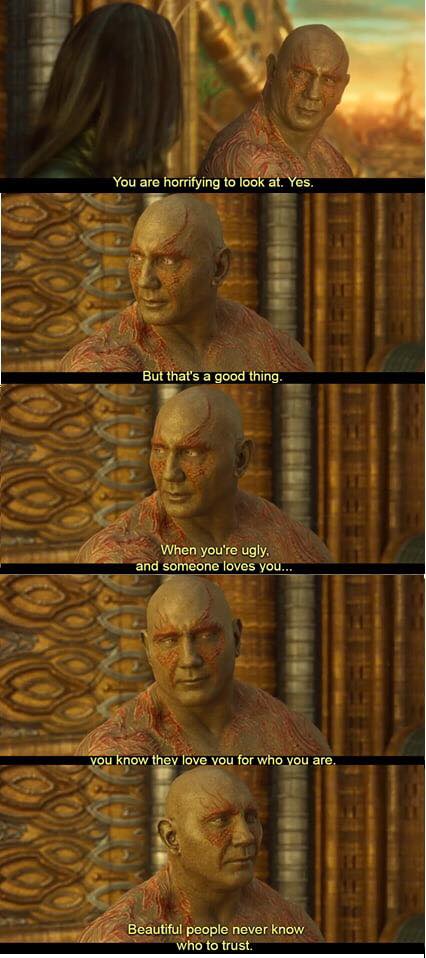 You are horrifying to look at. Yes.
But that's a good thing.
When you're ugly,
and someone loves you...
you know they love you for who you are.
Beautiful people never know
who to trust.